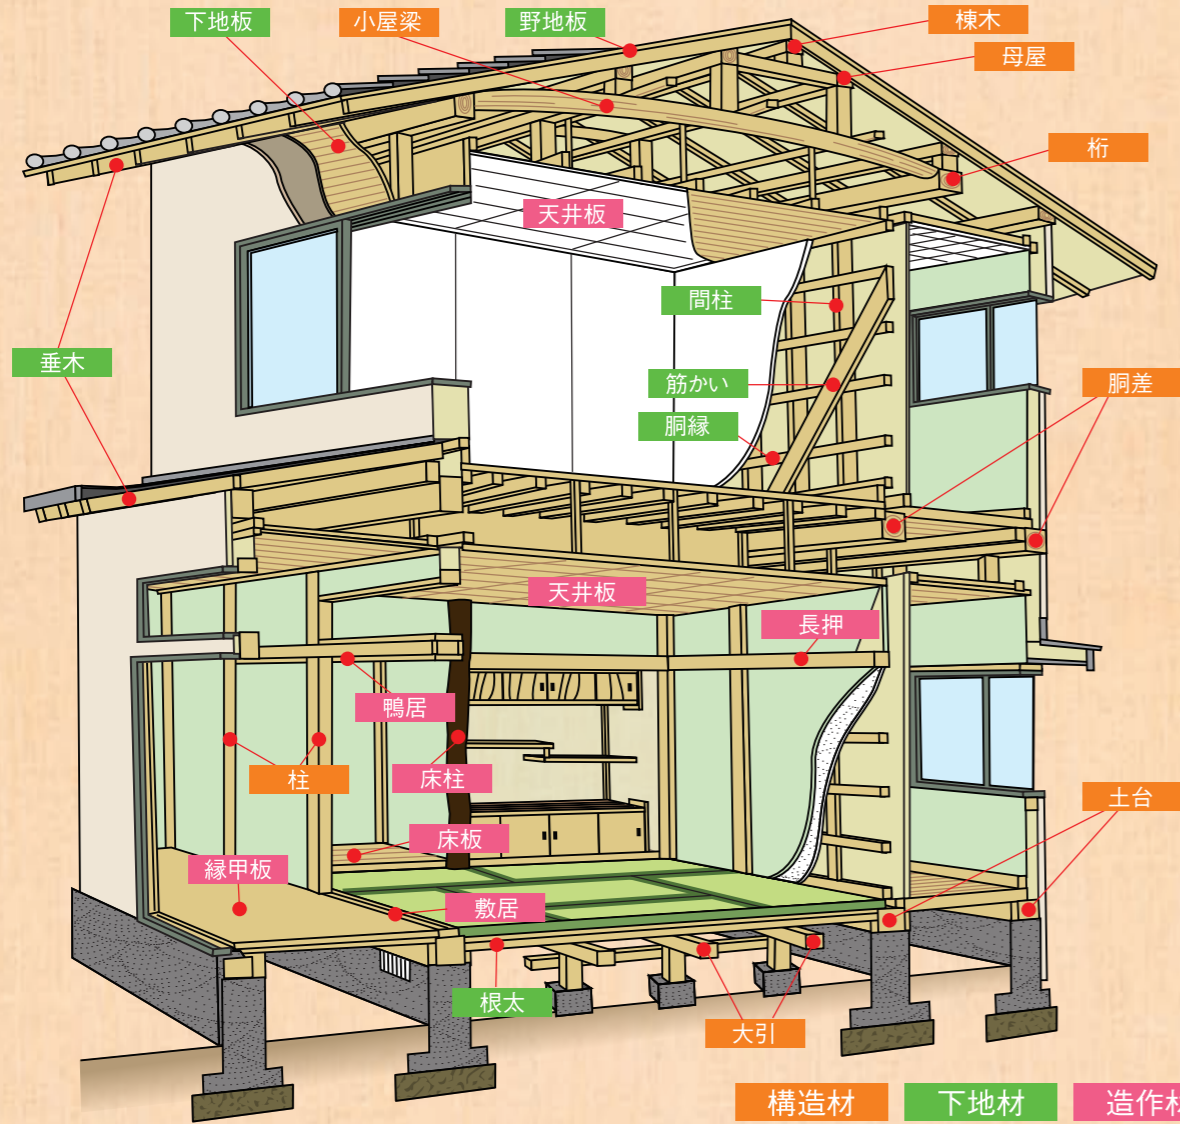 下地板
小屋梁
野地板
棟木
母屋
桁
天井板
間柱
垂木
筋かい
胴差
胴縁
天井板
長押
鴨居
柱
床柱
土台
床板
縁甲板
敷居
根太
大引
構造材
下地材
造作材